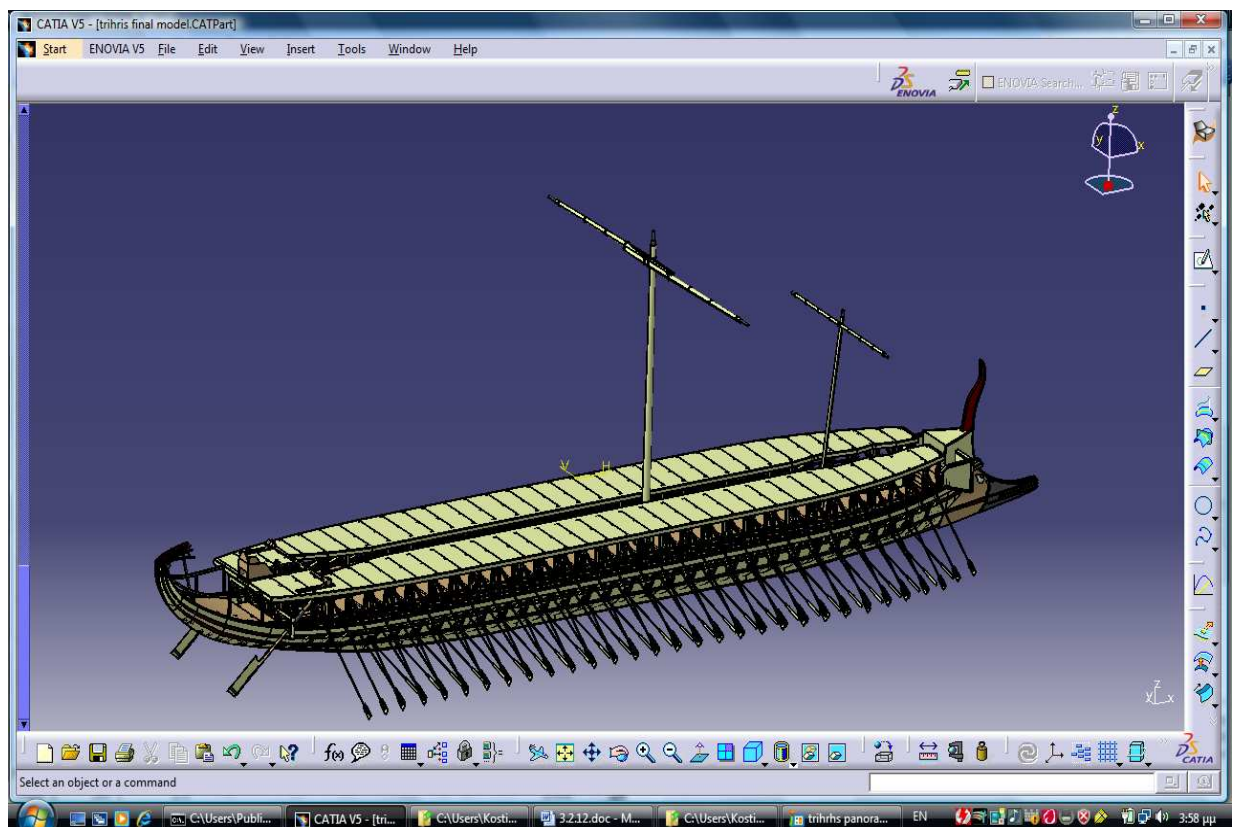 CATIA V5 - [trihris final model.CATPart]
Start ENOVIA V5 File Edit View Insert Tools Window Help
ENOVIA
ENOVIA Search...
z
y x
V H
z
x x
f(x)
CATIA
Select an object or a command
C:\Users\Publi... CATIA V5 - [tri... C:\Users\Kosti... 3.2.12.doc - M... C:\Users\Kosti... trihrhs panora... EN 3:58 μμ